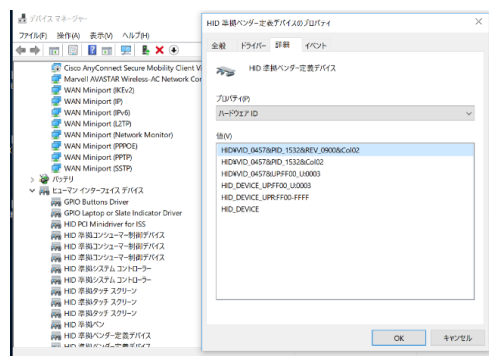 デバイス マネージャー
ファイル(F) 操作(A) 表示(V) ヘルプ(H)
Cisco AnyConnect Secure Mobility Client V
Marvell AVASTAR Wireless-AC Network Cor
WAN Miniport (IKEv2)
WAN Miniport (IP)
WAN Miniport (IPv6)
WAN Miniport (L2TP)
WAN Miniport (Network Monitor)
WAN Miniport (PPPOE)
WAN Miniport (PPTP)
WAN Miniport (SSTP)
バッテリ
ヒューマン インターフェイス デバイス
GPIO Buttons Driver
GPIO Laptop or Slate Indicator Driver
HID PCI Minidriver for ISS
HID 準拠コンシューマー制御デバイス
HID 準拠コンシューマー制御デバイス
HID 準拠コンシューマー制御デバイス
HID 準拠システム コントローラー
HID 準拠システム コントローラー
HID 準拠タッチ スクリーン
HID 準拠タッチ スクリーン
HID 準拠ペン
HID 準拠ベンダー定義デバイス
HID 準拠ベンダー定義デバイス
HID 準拠ベンダー定義デバイスのプロパティ
全般 ドライバー 詳細 イベント
HID 準拠ベンダー定義デバイス
プロパティ(P)
ハードウェア ID
値(V)
HID¥VID_0457&PID_1532&REV_0900&Col02
HID¥VID_0457&PID_1532&Col02
HID¥VID_0457&UP:FF00_U:0003
HID_DEVICE_UP:FF00_U:0003
HID_DEVICE_UPR:FF00-FFFF
HID_DEVICE
OK キャンセル